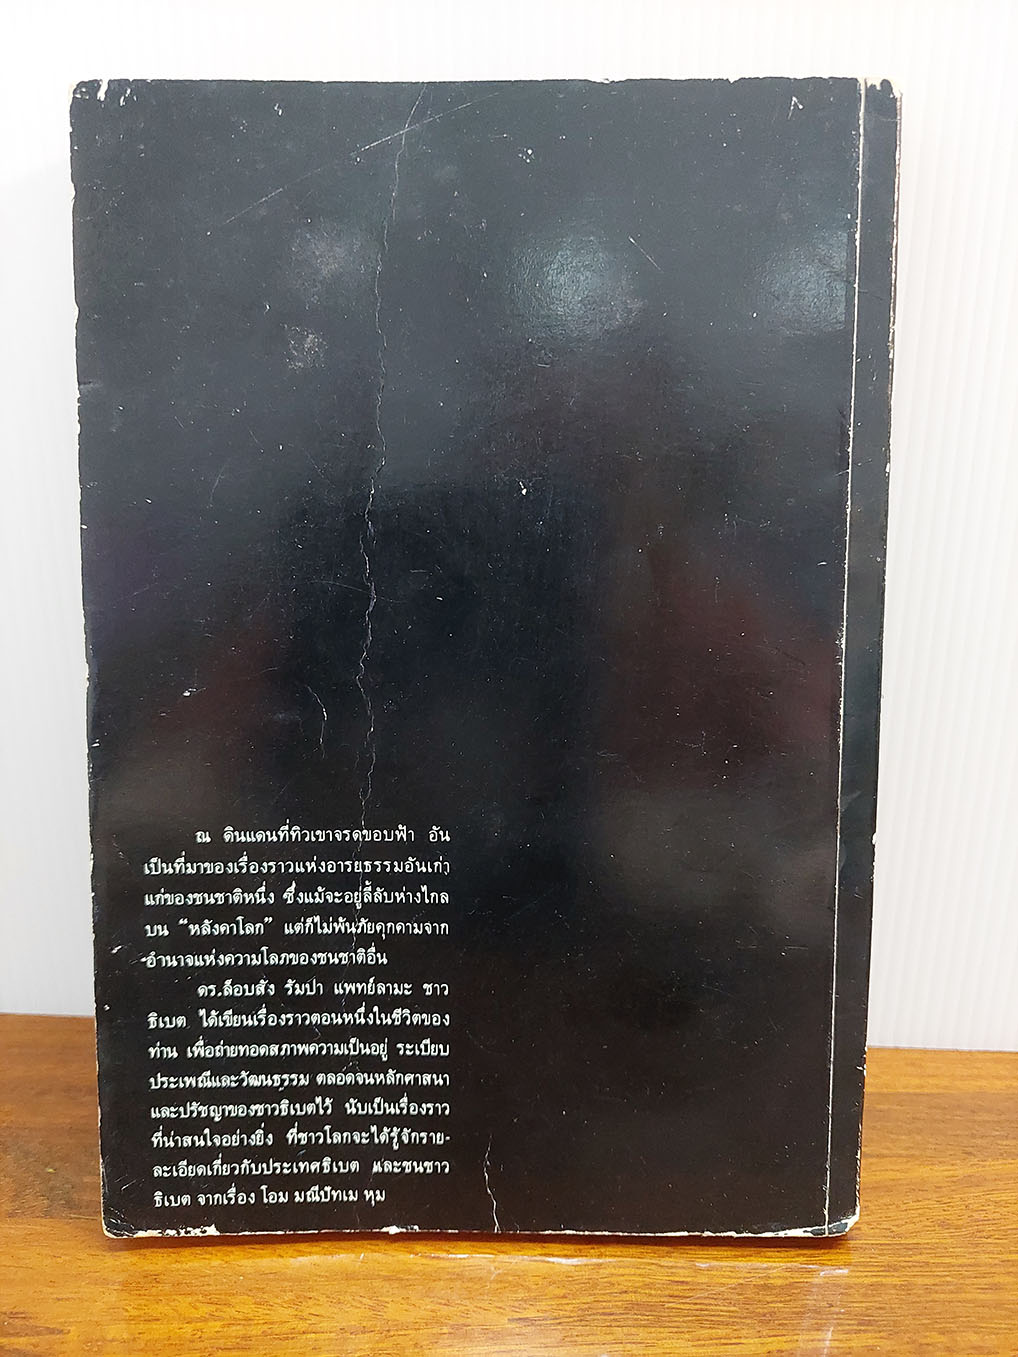 ณ ดินแดนที่ทิวเขาจรดขอบฟ้า อัน
เป็นที่มาของเรื่องราวแห่งอารยธรรมอันเก่า
แก่ของชนชาติหนึ่ง ซึ่งแม้จะอยู่ลี้ลับห่างไกล
บน “หลังคาโลก” แต่ก็ไม่พ้นภัยคุกคามจาก
อำนาจแห่งความโลภของชนชาติอื่น
ดร.ล็อบสัง รัมปา แพทย์ลามะ ชาว
ธิเบต ได้เขียนเรื่องราวตอนหนึ่งในชีวิตของ
ท่าน เพื่อถ่ายทอดสภาพความเป็นอยู่ ระเบียบ
ประเพณีและวัฒนธรรม ตลอดจนหลักศาสนา
และปรัชญาของชาวธิเบตไว้ นับเป็นเรื่องราว
ที่น่าสนใจอย่างยิ่ง ที่ชาวโลกจะได้รู้จักราย-
ละเอียดเกี่ยวกับประเทศธิเบต และชนชาว
ธิเบต จากเรื่อง โอม มณีปัทเม หุม